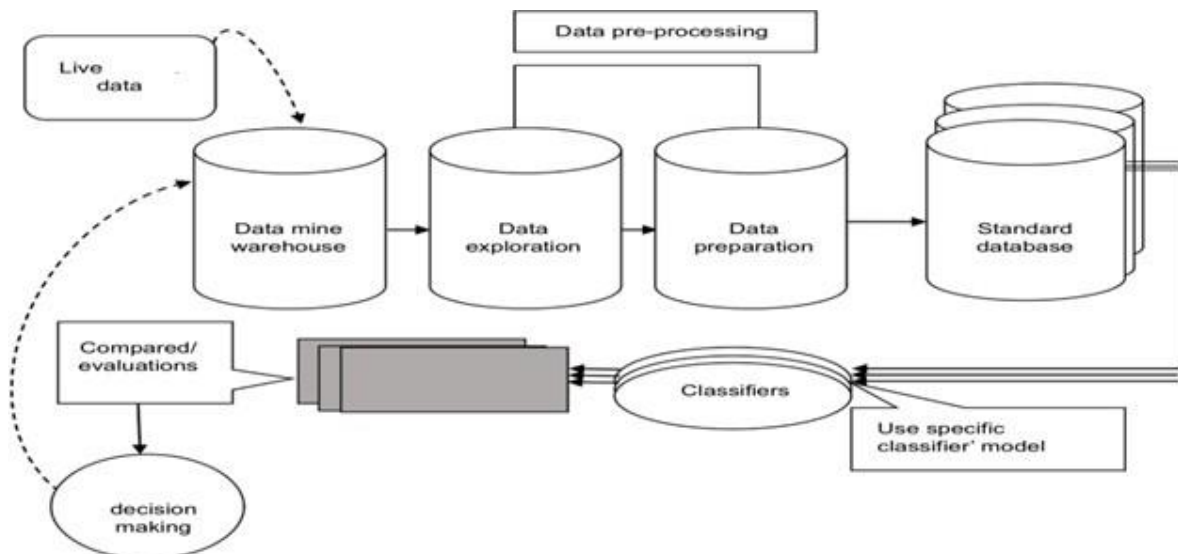 Data pre-processing
Live
data
Data mine
warehouse
Data
exploration
Data
preparation
Standard
database
Compared/
evaluations
Classifiers
Use specific
classifier' model
decision
making